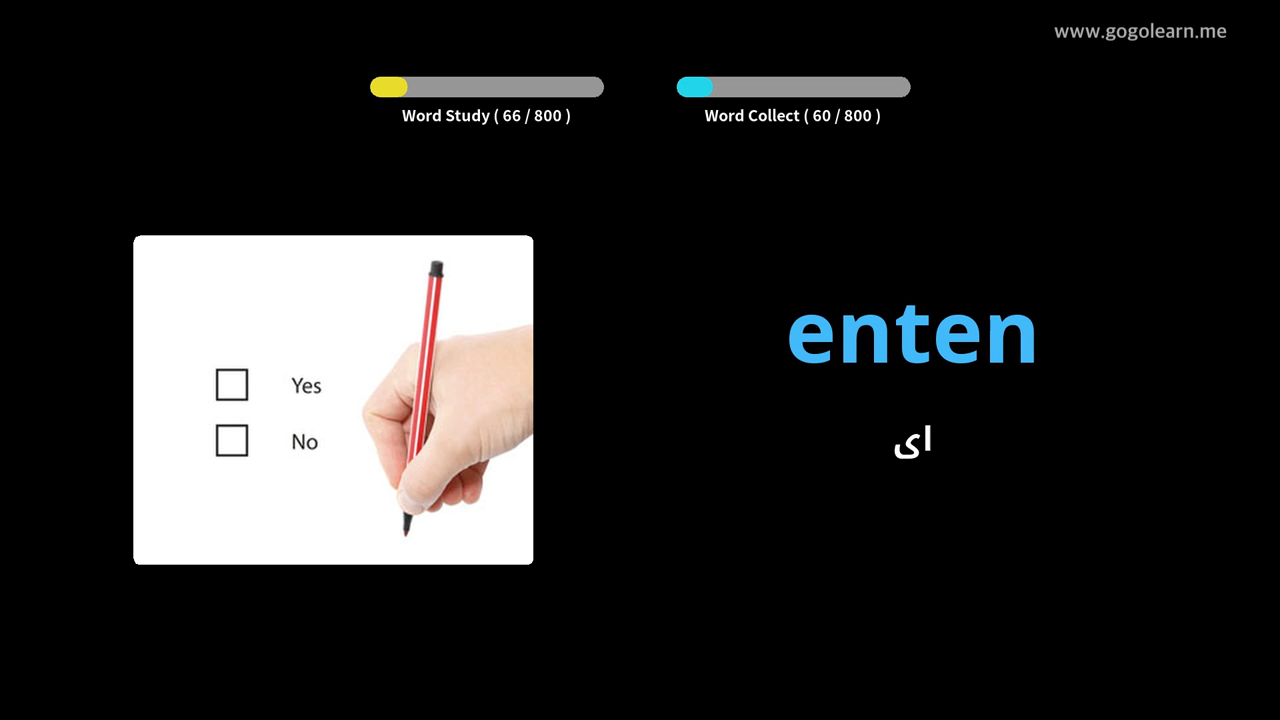 www.gogolearn.me
Word Study ( 66 / 800 )
Word Collect ( 60 / 800 )
Yes
No
enten
ای